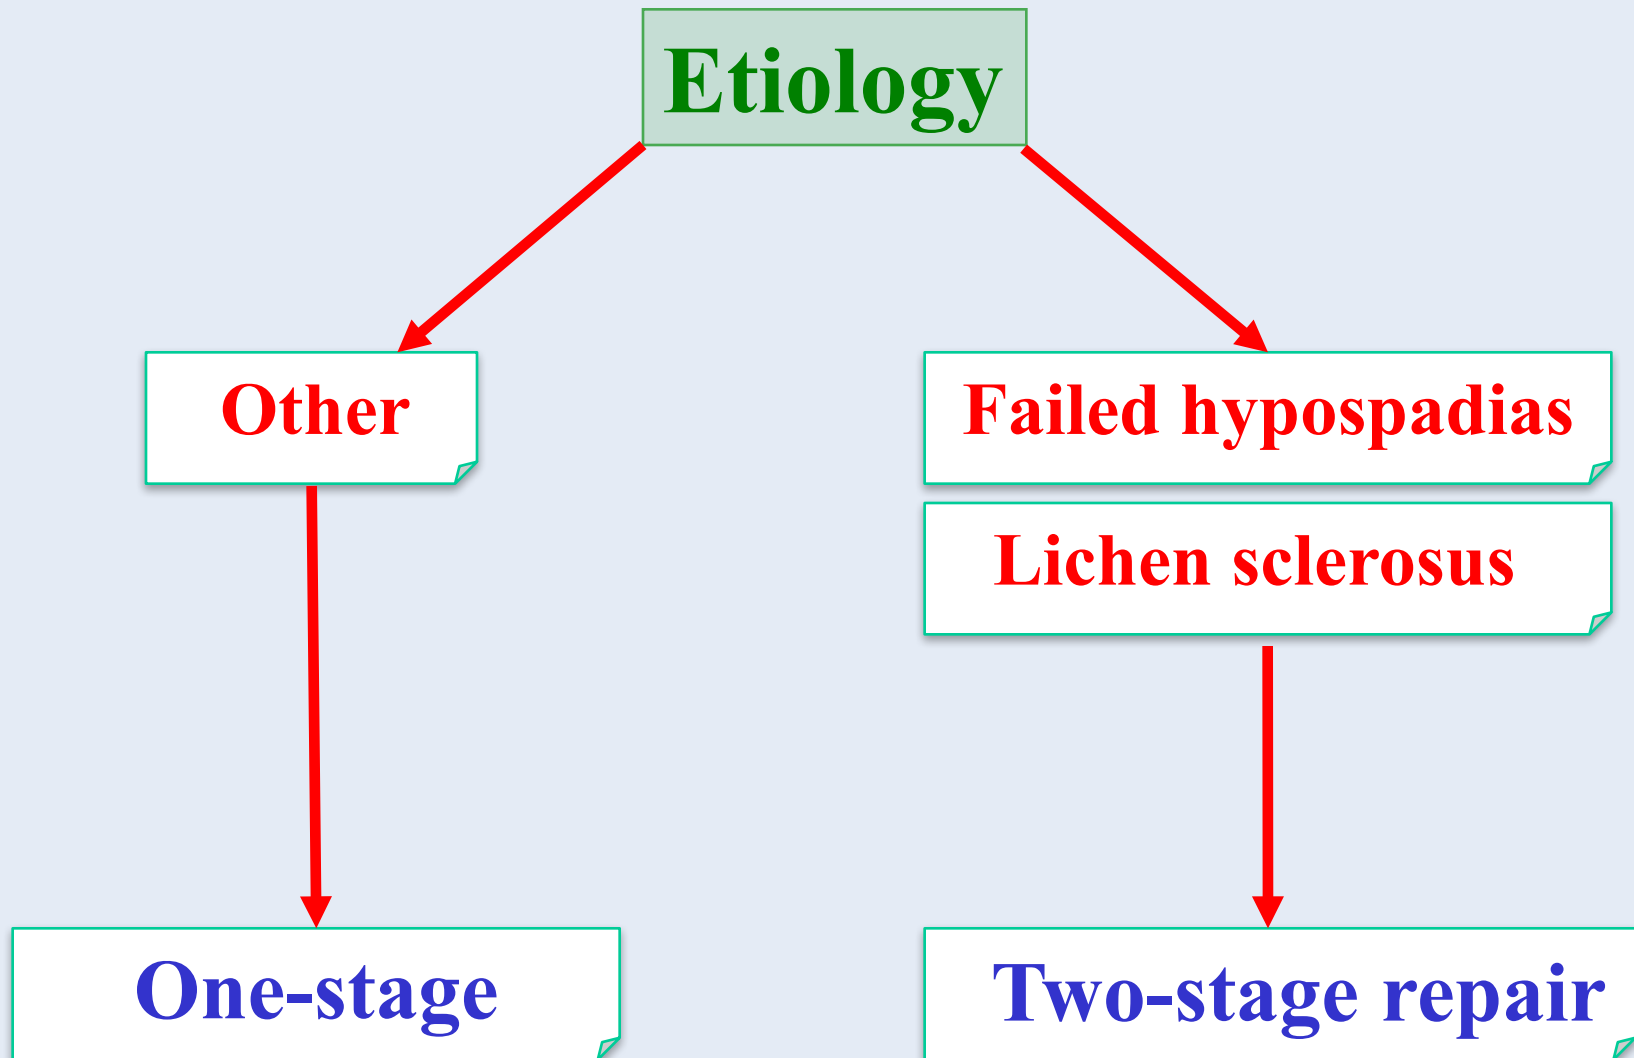 Etiology
Other
Failed hypospadias
Lichen sclerosus
One-stage
Two-stage repair